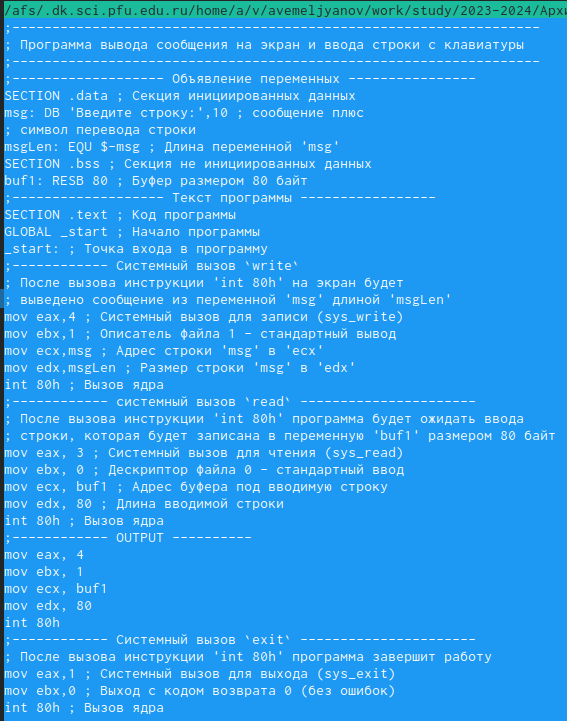 /afs/.dk.sci.pfu.edu.ru/home/a/v/avemeljyanov/work/study/2023-2024/Архи
;------------------------------------------------------------------
; Программа вывода сообщения на экран и ввода строки с клавиатуры
;------------------------------------------------------------------
;------------------- Объявление переменных ----------------
SECTION .data ; Секция инициированных данных
msg: DB 'Введите строку:',10 ; сообщение плюс
; символ перевода строки
msgLen: EQU $-msg ; Длина переменной 'msg'
SECTION .bss ; Секция не инициированных данных
buf1: RESB 80 ; Буфер размером 80 байт
;------------------- Текст программы -----------------
SECTION .text ; Код программы
GLOBAL _start ; Начало программы
_start: ; Точка входа в программу
;------------ Системный вызов `write`
; После вызова инструкции 'int 80h' на экран будет
; выведено сообщение из переменной 'msg' длиной 'msgLen'
mov eax,4 ; Системный вызов для записи (sys_write)
mov ebx,1 ; Описатель файла 1 - стандартный вывод
mov ecx,msg ; Адрес строки 'msg' в 'ecx'
mov edx,msgLen ; Размер строки 'msg' в 'edx'
int 80h ; Вызов ядра
;------------ системный вызов `read` ----------------------
; После вызова инструкции 'int 80h' программа будет ожидать ввода
; строки, которая будет записана в переменную 'buf1' размером 80 байт
mov eax, 3 ; Системный вызов для чтения (sys_read)
mov ebx, 0 ; Дескриптор файла 0 - стандартный ввод
mov ecx, buf1 ; Адрес буфера под вводимую строку
mov edx, 80 ; Длина вводимой строки
int 80h ; Вызов ядра
;------------ OUTPUT ----------
mov eax, 4
mov ebx, 1
mov ecx, buf1
mov edx, 80
int 80h
;------------ Системный вызов `exit` ----------------------
; После вызова инструкции 'int 80h' программа завершит работу
mov eax,1 ; Системный вызов для выхода (sys_exit)
mov ebx,0 ; Выход с кодом возврата 0 (без ошибок)
int 80h ; Вызов ядра